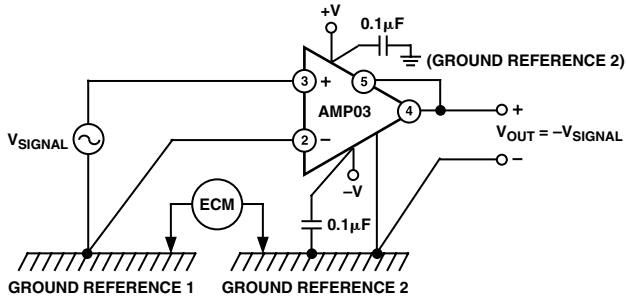 +V
0.1μF
(GROUND REFERENCE 2)
3
+
5
AMP03
4
+
VSIGNAL
VOUT = –VSIGNAL
2
–
–
–V
ECM
0.1μF
GROUND REFERENCE 1
GROUND REFERENCE 2